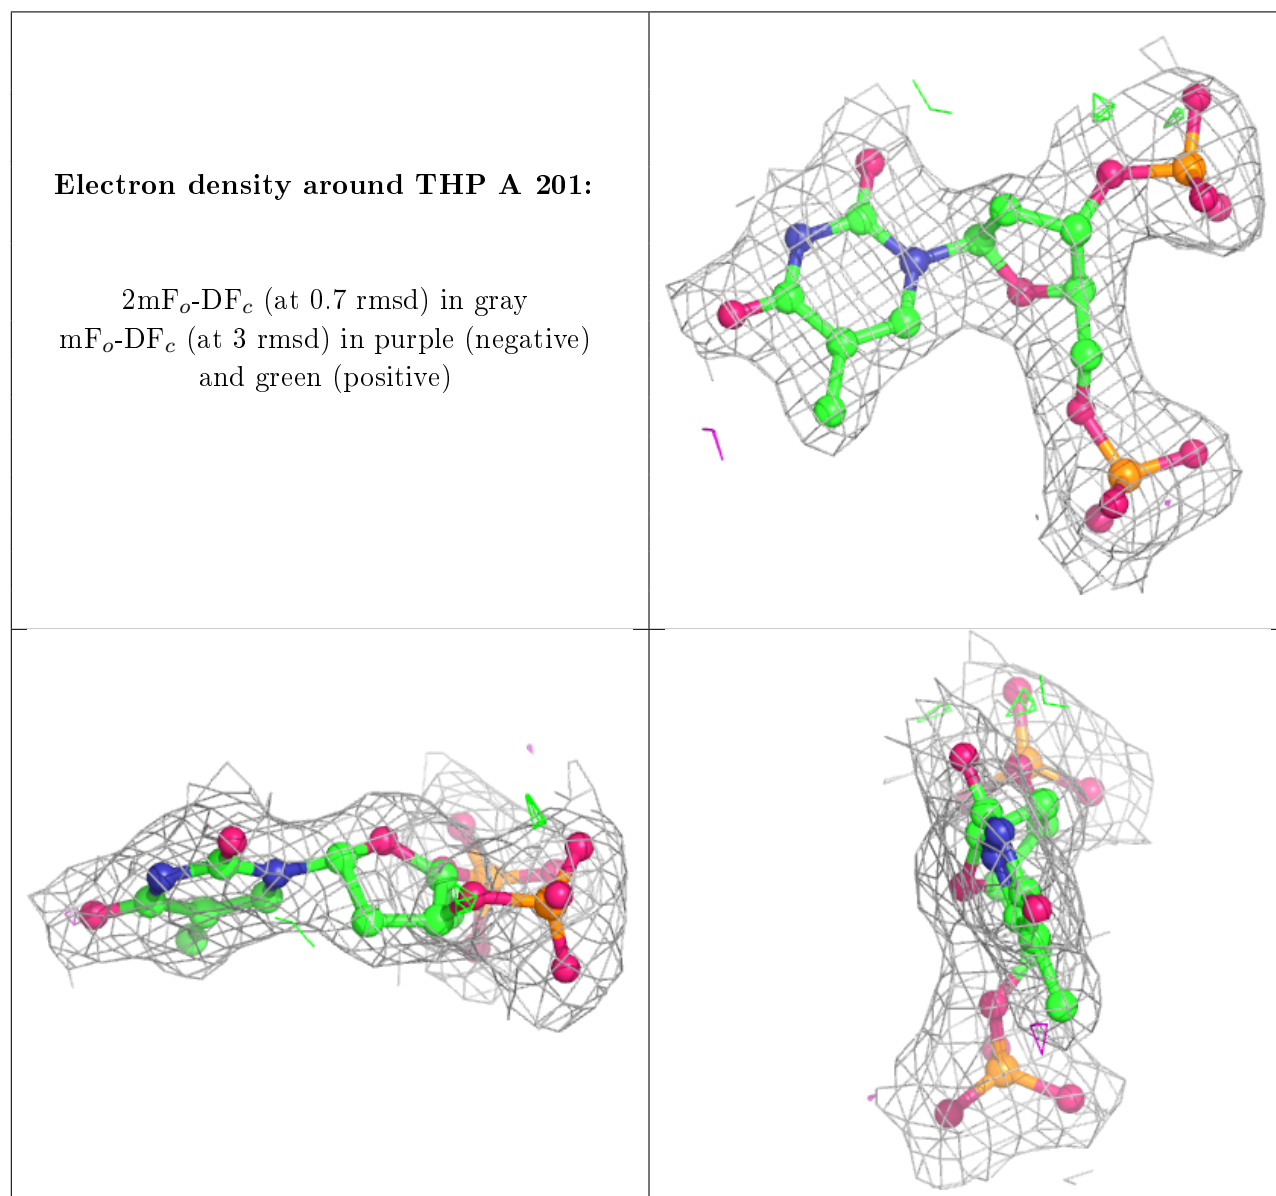 Electron density around THP A 201:
2mFo-DFc (at 0.7 rmsd) in gray
mFo-DFc (at 3 rmsd) in purple (negative)
and green (positive)